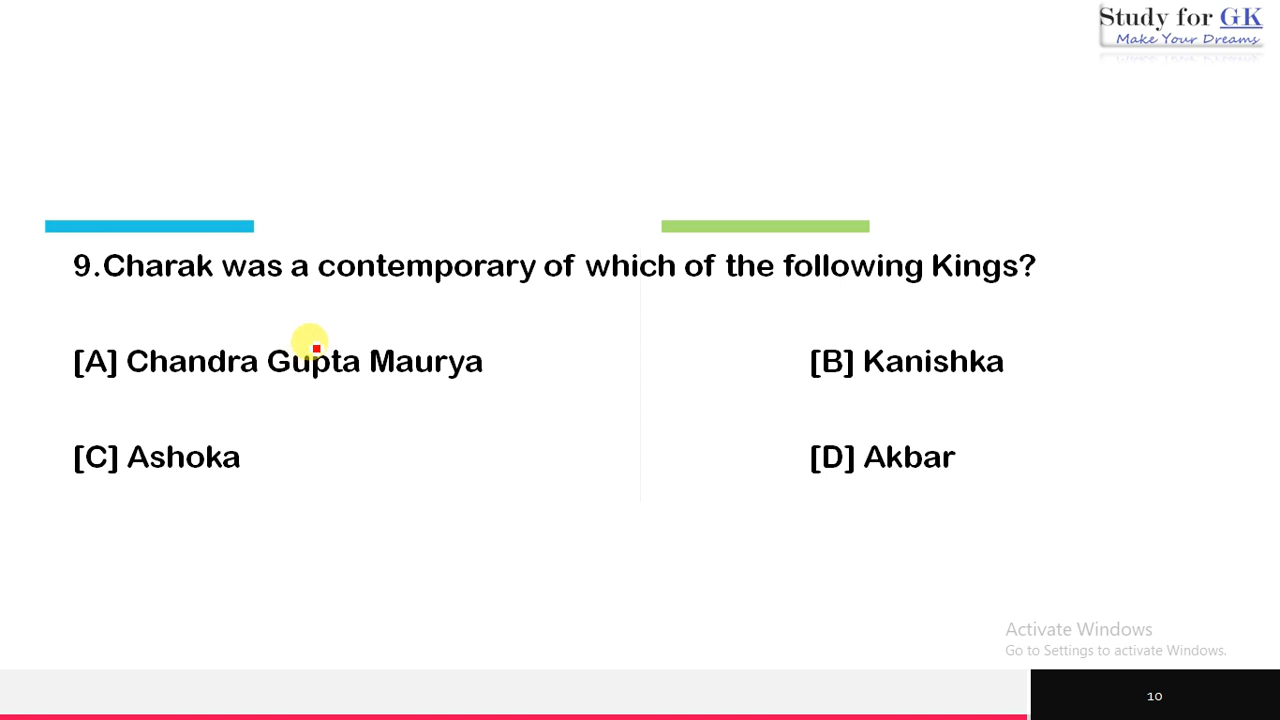 Study for GK
Make Your Dreams
9.Charak was a contemporary of which of the following Kings?
[A] Chandra Gupta Maurya
[B] Kanishka
[C] Ashoka
[D] Akbar
Activate Windows
Go to Settings to activate Windows.
10